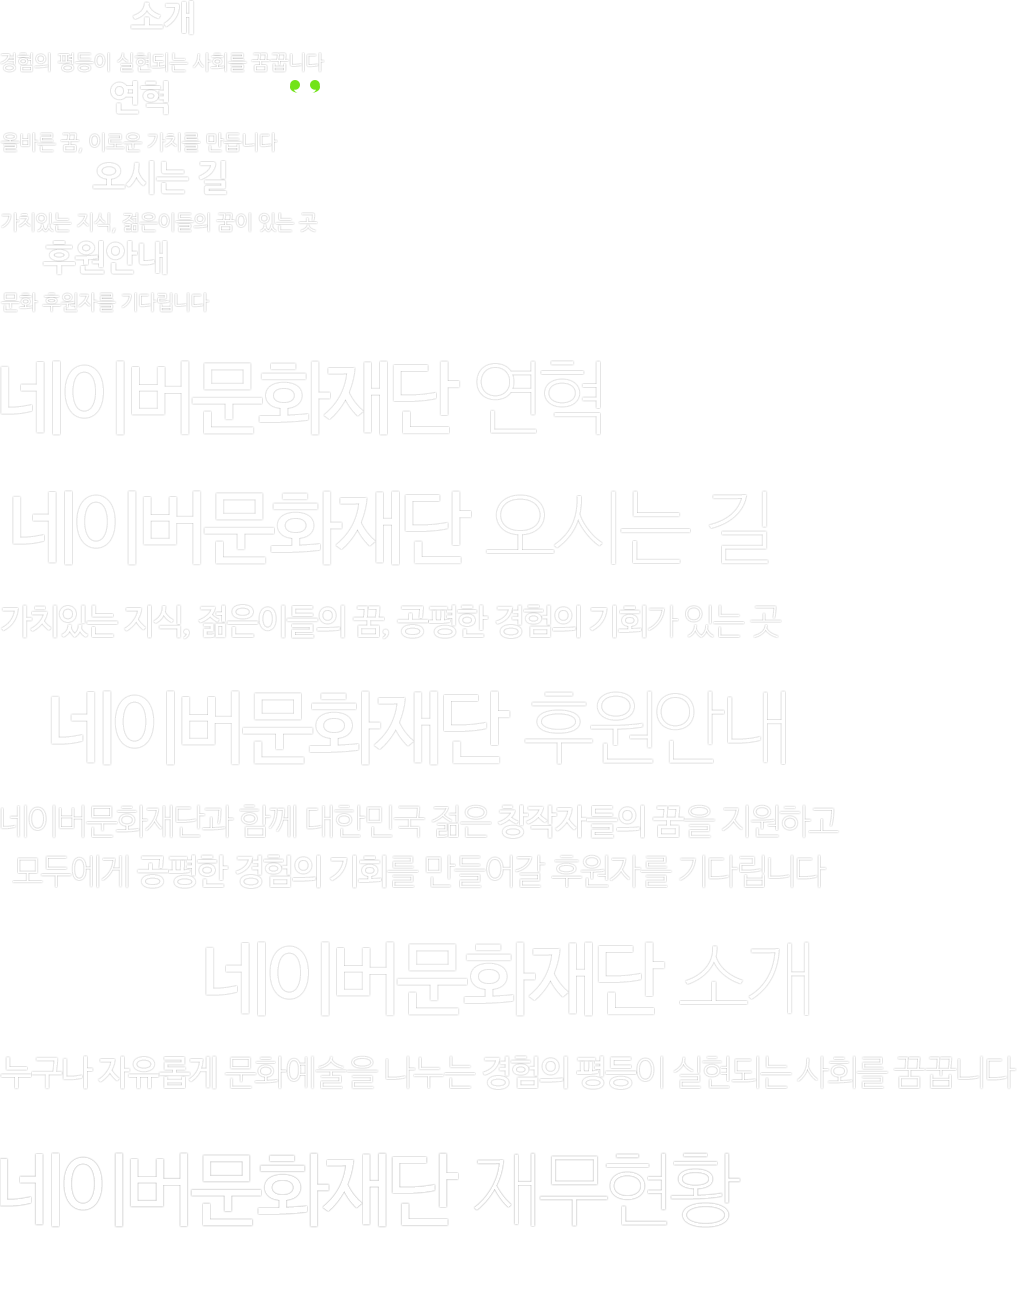 소개
경험의 평등이 실현되는 사회를 꿈꿉니다
연혁
올바른 꿈, 이로운 가치를 만듭니다
오시는 길
가치있는 지식, 젊은이들의 꿈이 있는 곳
후원안내
문화 후원자를 기다립니다
네이버문화재단 연혁
네이버문화재단 오시는 길
가치있는 지식, 젊은이들의 꿈, 공평한 경험의 기회가 있는 곳
네이버문화재단 후원안내
네이버문화재단과 함께 대한민국 젊은 창작자들의 꿈을 지원하고
모두에게 공평한 경험의 기회를 만들어갈 후원자를 기다립니다
네이버문화재단 소개
누구나 자유롭게 문화예술을 나누는 경험의 평등이 실현되는 사회를 꿈꿉니다
네이버문화재단 재무현황